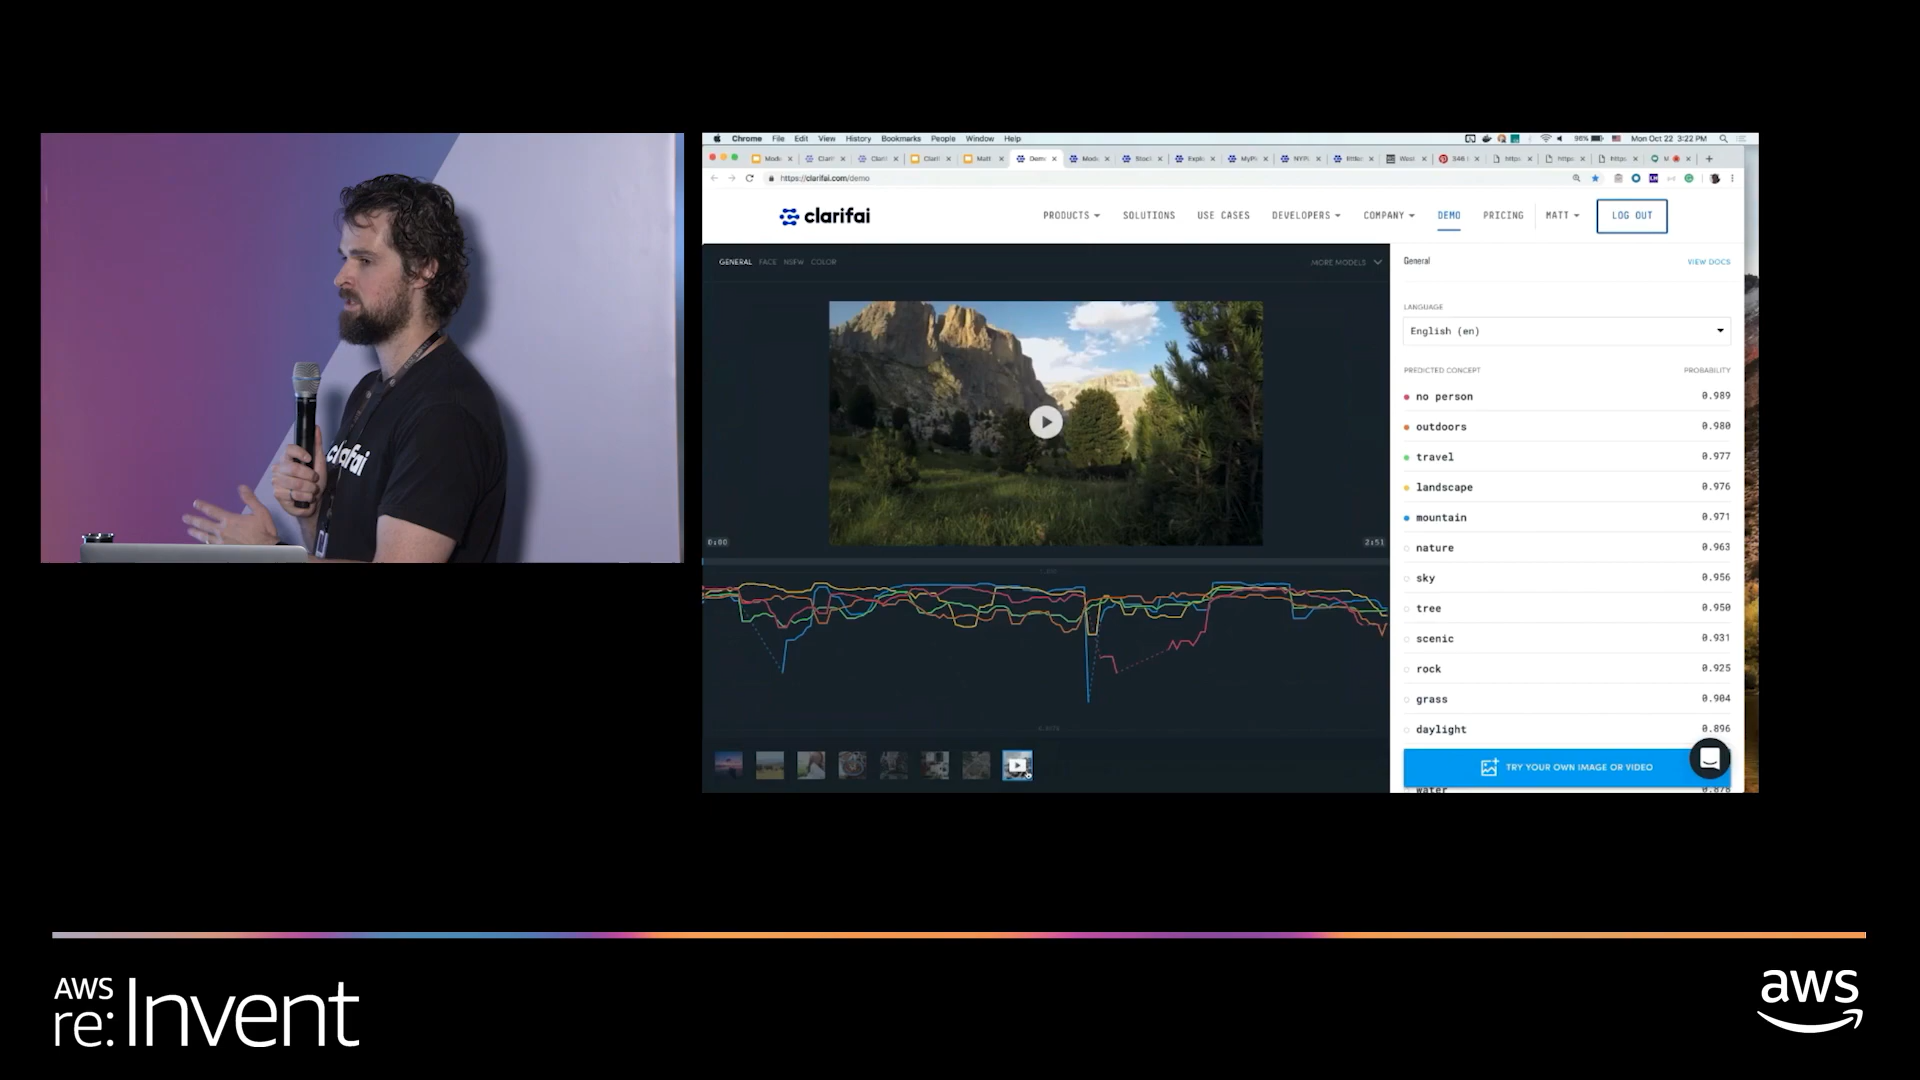 clarifai
Chrome File Edit View History Bookmarks People Window Help
98% Mon Oct 22 3:22 PM
Demo
https://clarifai.com/demo
clarifai
PRODUCTS SOLUTIONS USE CASES DEVELOPERS COMPANY DEMO PRICING MATT LOG OUT
GENERAL FACE NSFW COLOR MORE MODELS
General VIEW DOCS
LANGUAGE
English (en)
PREDICTED CONCEPT PROBABILITY
no person 0.989
outdoors 0.980
travel 0.977
landscape 0.976
mountain 0.971
0:00 2:51
nature 0.963
sky 0.956
tree 0.950
scenic 0.931
rock 0.925
grass 0.904
daylight 0.896
TRY YOUR OWN IMAGE OR VIDEO
water 0.878
AWS
re:Invent
aws